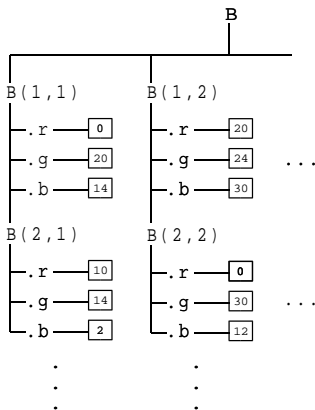 B
B(1,1) B(1,2)
.r 0 .r 20
.g 20 .g 24 ...
.b 14 .b 30
B(2,1) B(2,2)
.r 10 .r 0
.g 14 .g 30 ...
.b 2 .b 12
. .
. .
. .